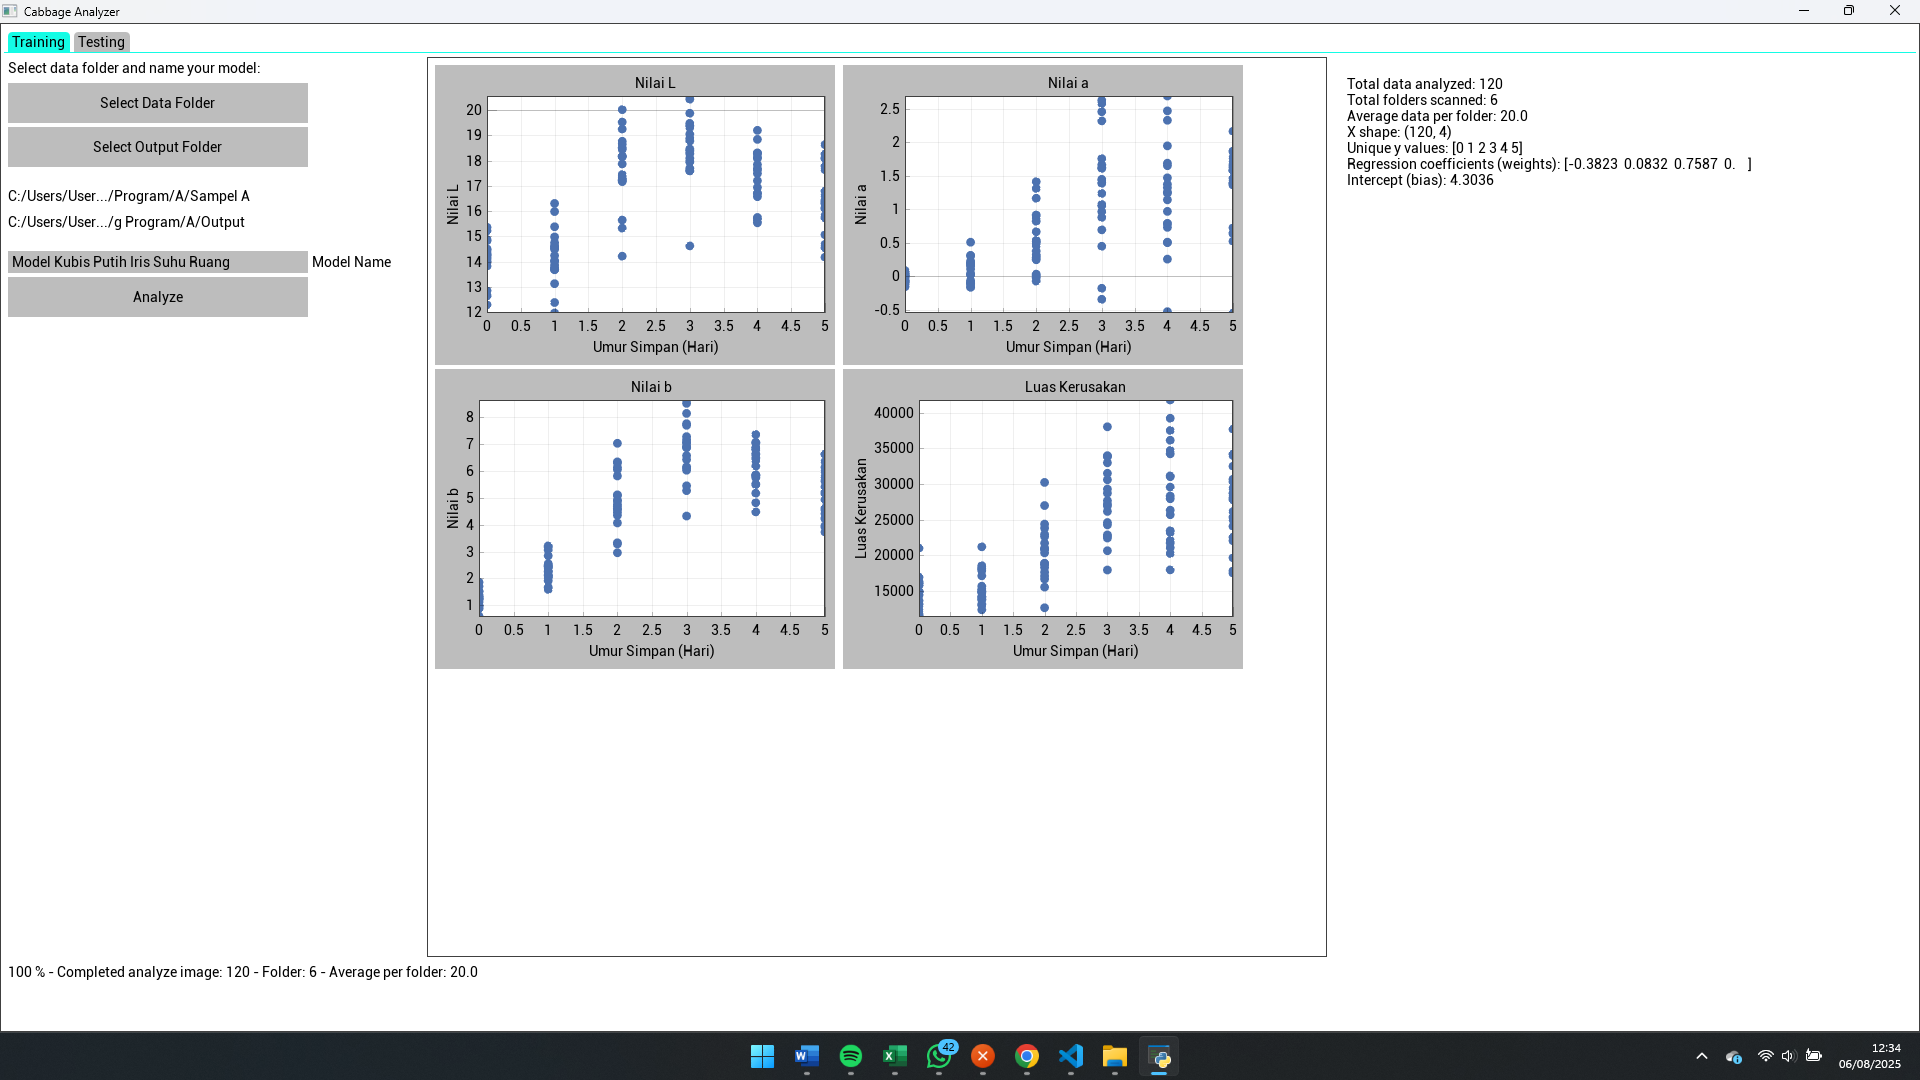 Cabbage Analyzer
Training Testing
Select data folder and name your model:
Select Data Folder
Select Output Folder
C:/Users/User.../Program/A/Sampel A
C:/Users/User.../g Program/A/Output
Model Kubis Putih Iris Suhu Ruang Model Name
Analyze
Nilai L
Nilai L
20
19
18
17
16
15
14
13
12
0 0.5 1 1.5 2 2.5 3 3.5 4 4.5 5
Umur Simpan (Hari)
Nilai a
Nilai a
2.5
2
1.5
1
0.5
0
-0.5
0 0.5 1 1.5 2 2.5 3 3.5 4 4.5 5
Umur Simpan (Hari)
Nilai b
Nilai b
8
7
6
5
4
3
2
1
0 0.5 1 1.5 2 2.5 3 3.5 4 4.5 5
Umur Simpan (Hari)
Luas Kerusakan
Luas Kerusakan
40000
35000
30000
25000
20000
15000
0 0.5 1 1.5 2 2.5 3 3.5 4 4.5 5
Umur Simpan (Hari)
Total data analyzed: 120
Total folders scanned: 6
Average data per folder: 20.0
X shape: (120, 4)
Unique y values: [0 1 2 3 4 5]
Regression coefficients (weights): [-0.3823 0.0832 0.7587 0. ]
Intercept (bias): 4.3036
100 % - Completed analyze image: 120 - Folder: 6 - Average per folder: 20.0
42
12:34
06/08/2025